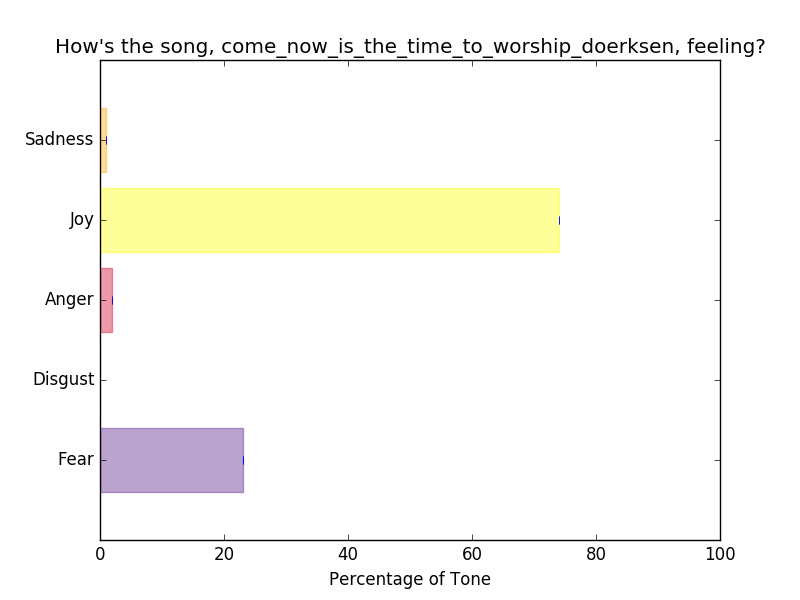 How's the song, come_now_is_the_time_to_worship_doerksen, feeling?
Sadness
Joy
Anger
Disgust
Fear
0 20 40 60 80 100
Percentage of Tone